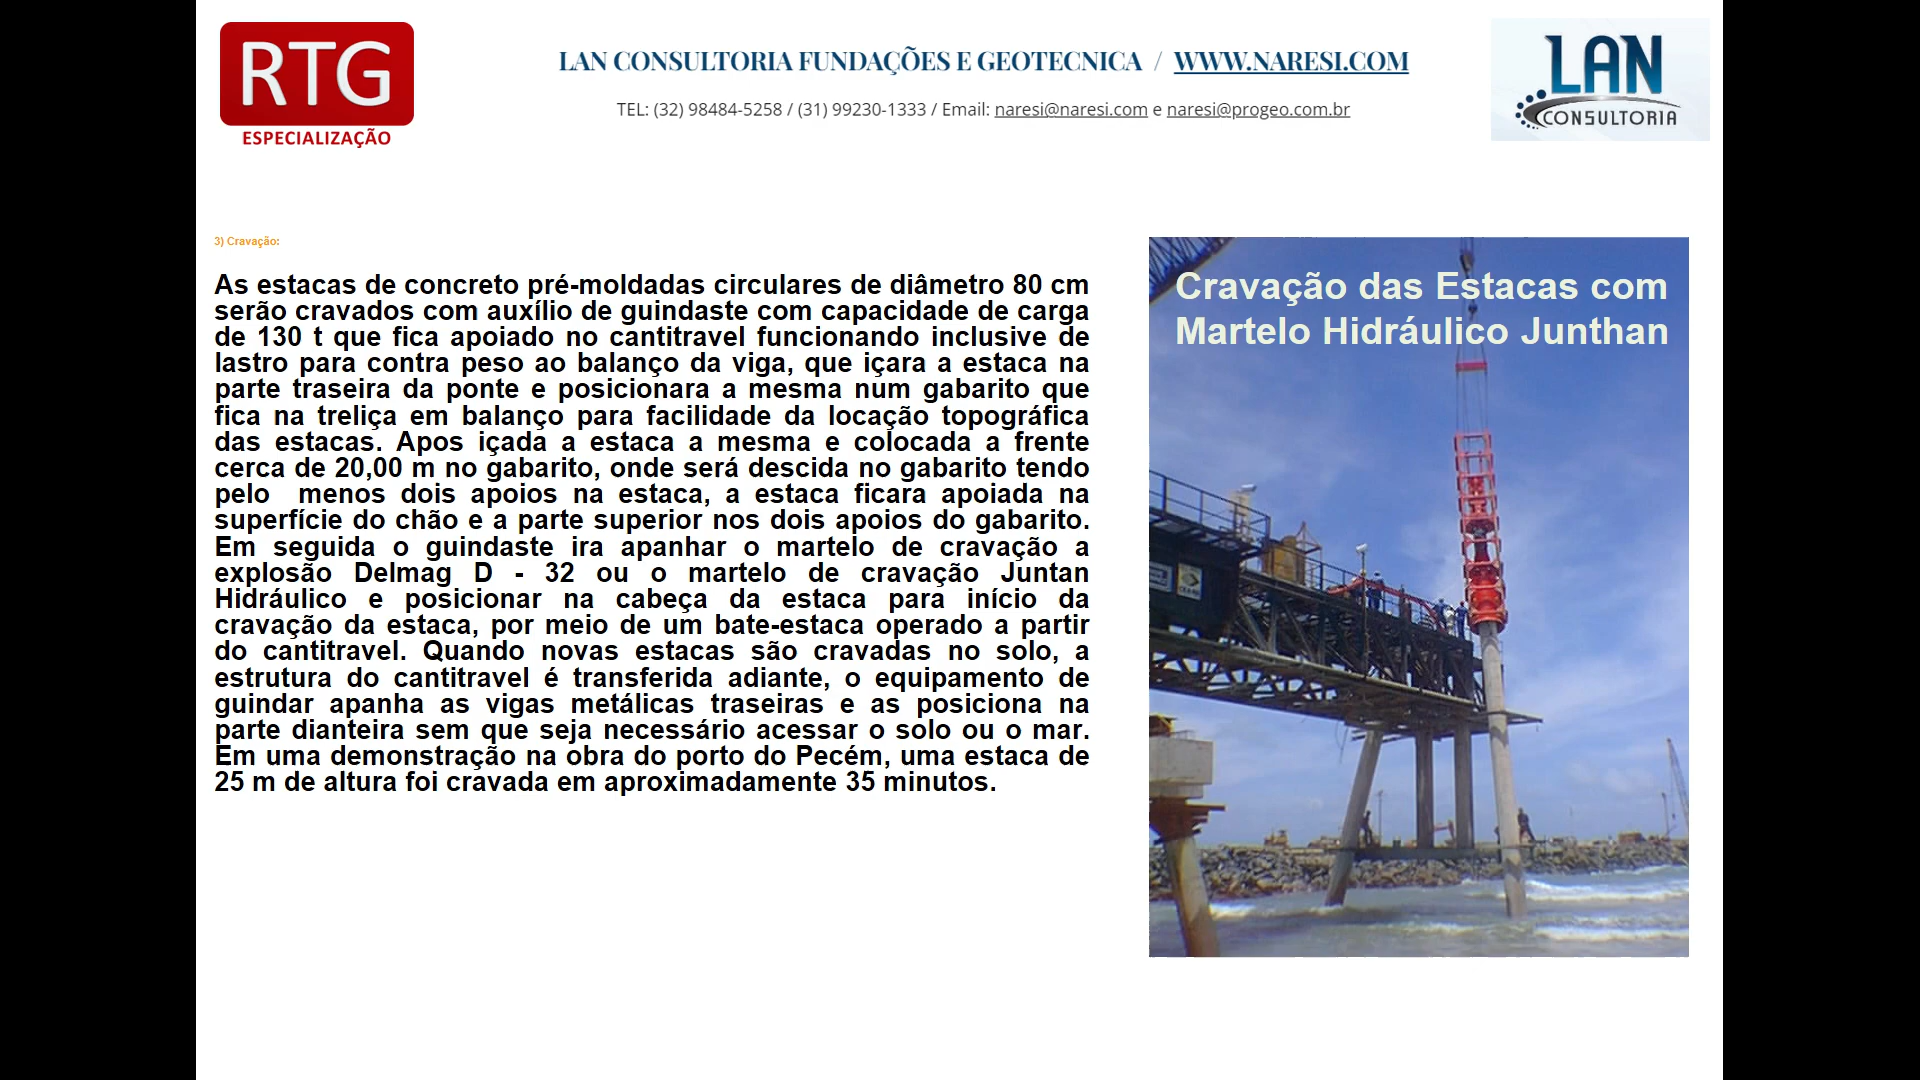 RTG
ESPECIALIZAÇÃO
LAN CONSULTORIA FUNDAÇÕES E GEOTECNICA / WWW.NARESI.COM
TEL: (32) 98484-5258 / (31) 99230-1333 / Email: naresi@naresi.com e naresi@progeo.com.br
LAN
CONSULTORIA
3) Cravação:
As estacas de concreto pré-moldadas circulares de diâmetro 80 cm
serão cravados com auxílio de guindaste com capacidade de carga
de 130 t que fica apoiado no cantitravel funcionando inclusive de
lastro para contra peso ao balanço da viga, que içara a estaca na
parte traseira da ponte e posicionara a mesma num gabarito que
fica na treliça em balanço para facilidade da locação topográfica
das estacas. Apos içada a estaca a mesma e colocada a frente
cerca de 20,00 m no gabarito, onde será descida no gabarito tendo
pelo  menos dois apoios na estaca, a estaca ficara apoiada na
superfície do chão e a parte superior nos dois apoios do gabarito.
Em seguida o guindaste ira apanhar o martelo de cravação a
explosão Delmag D - 32 ou o martelo de cravação Juntan
Hidráulico e posicionar na cabeça da estaca para início da
cravação da estaca, por meio de um bate-estaca operado a partir
do cantitravel. Quando novas estacas são cravadas no solo, a
estrutura do cantitravel é transferida adiante, o equipamento de
guindar apanha as vigas metálicas traseiras e as posiciona na
parte dianteira sem que seja necessário acessar o solo ou o mar.
Em uma demonstração na obra do porto do Pecém, uma estaca de
25 m de altura foi cravada em aproximadamente 35 minutos.
Cravação das Estacas com
Martelo Hidráulico Junthan